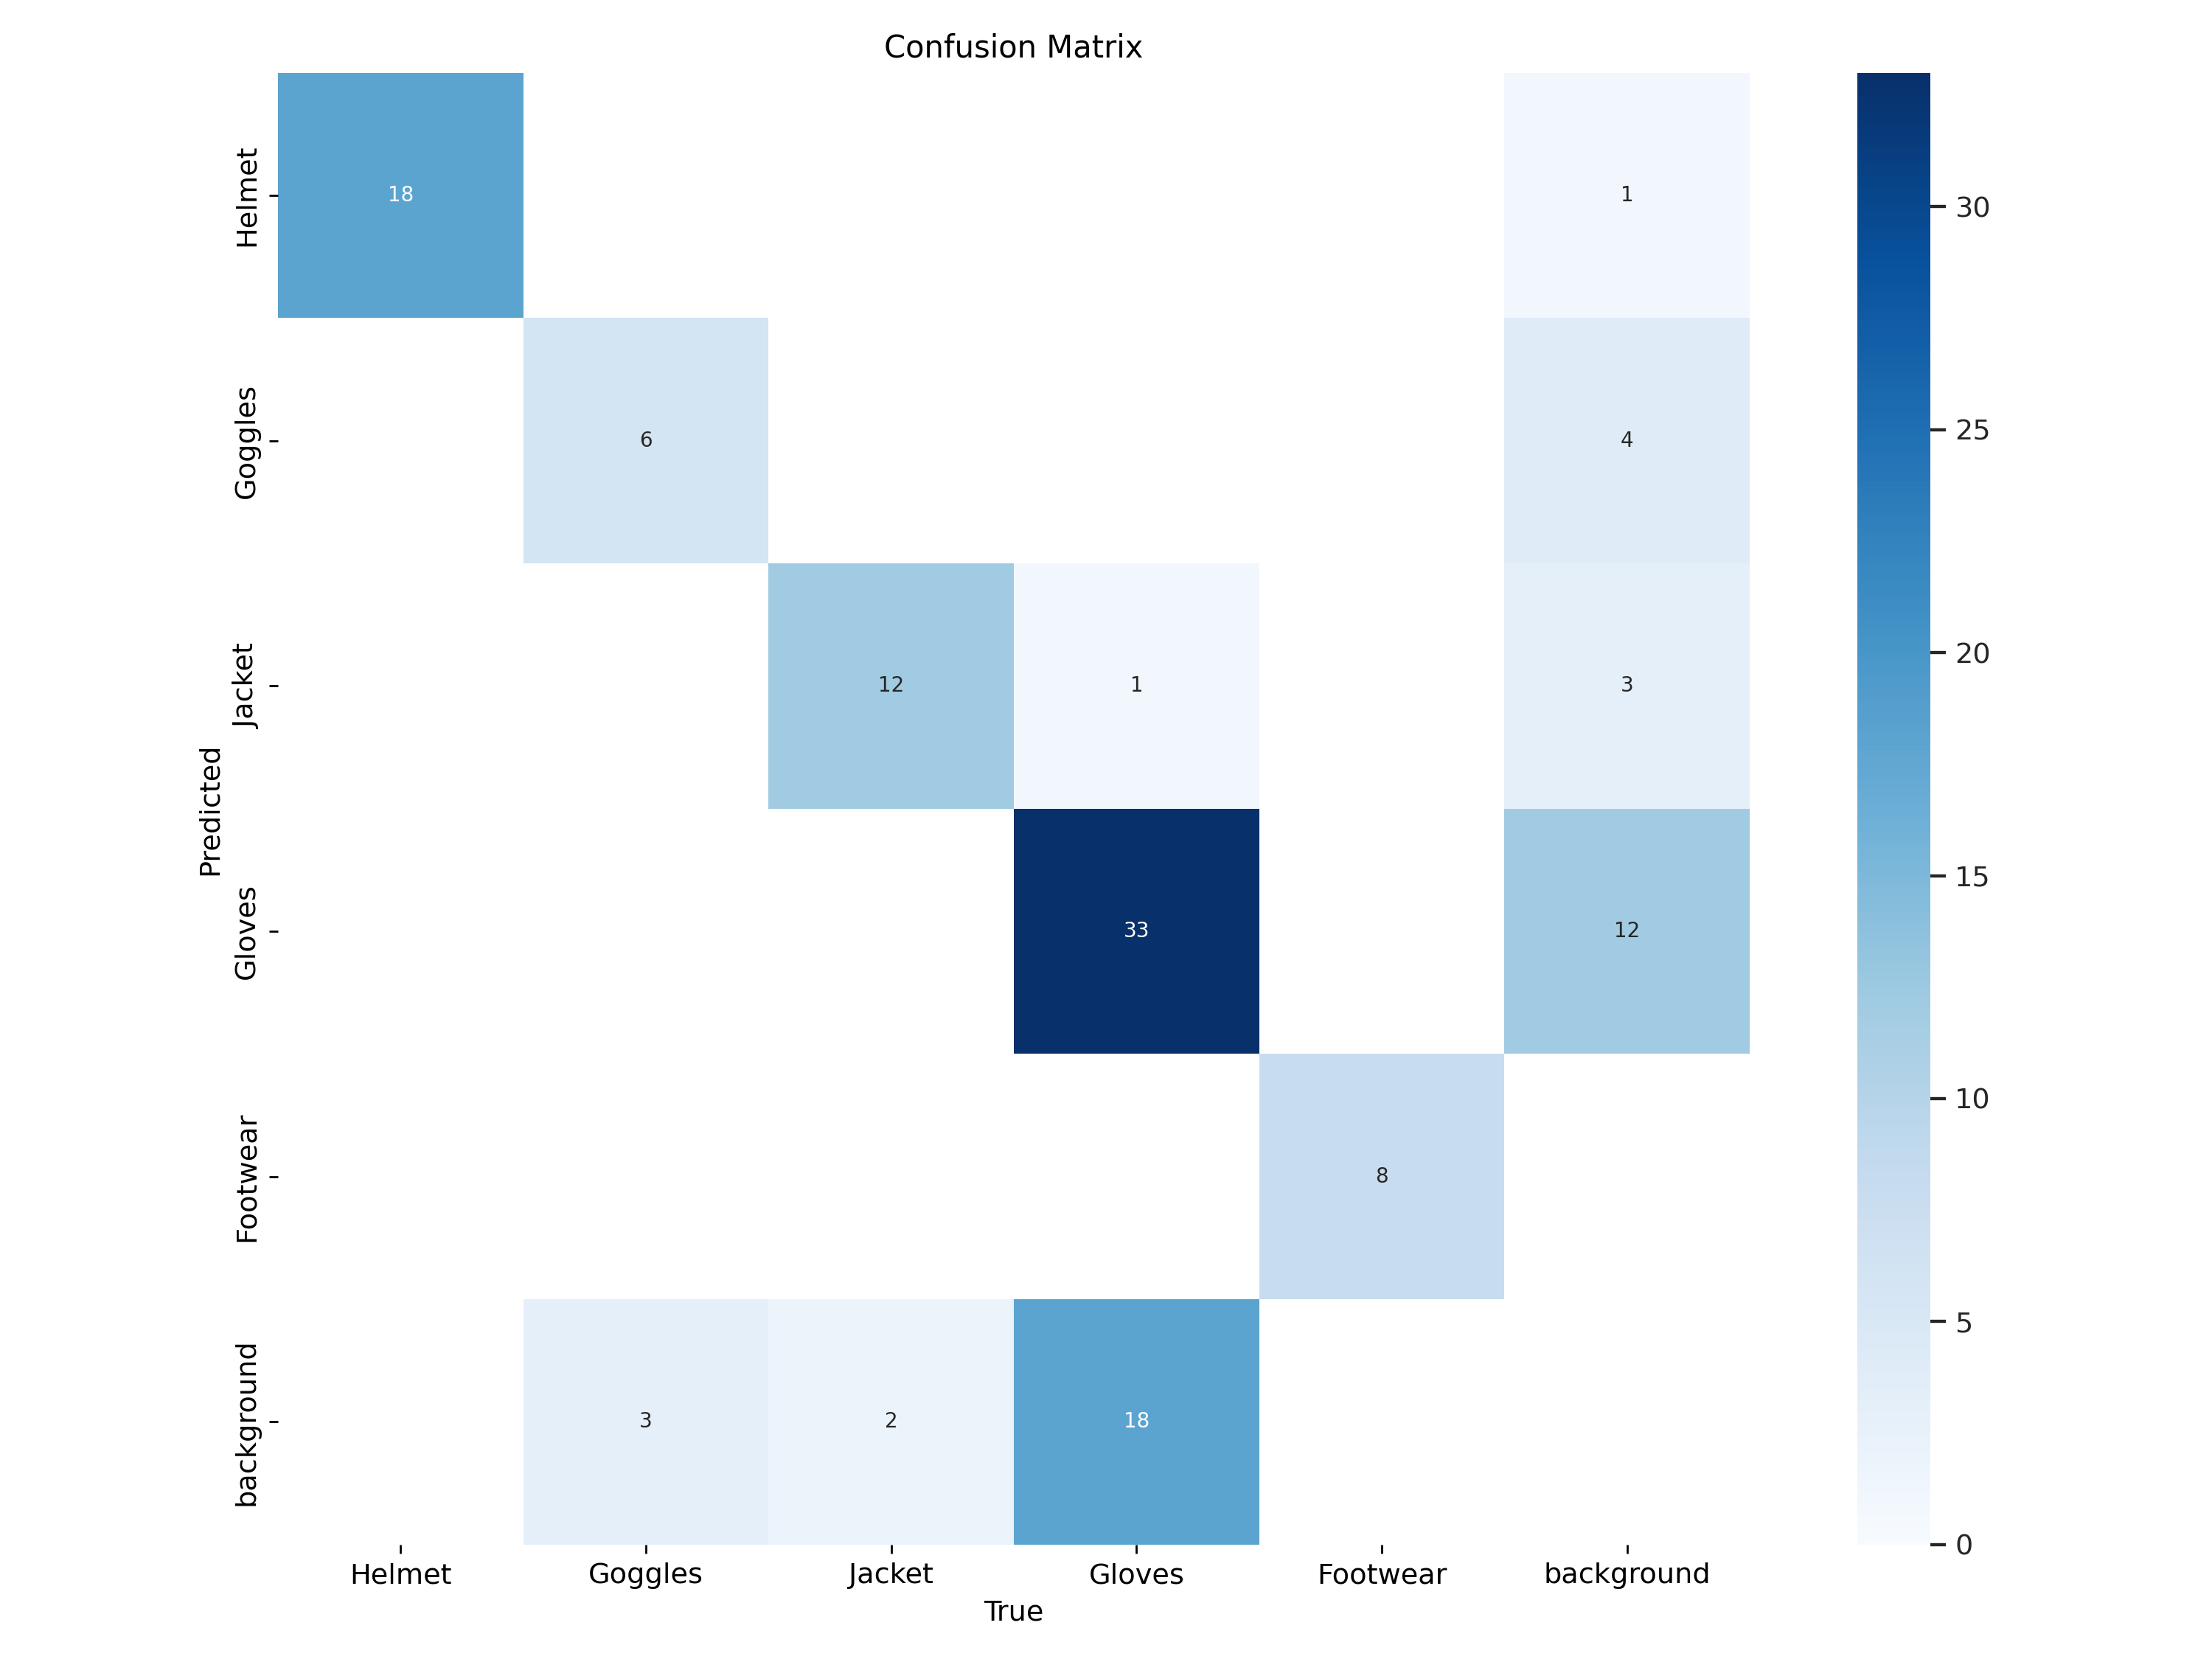 Confusion Matrix
Helmet
18
1
30
Goggles
6
4
25
Jacket
12
1
3
20
Predicted
Gloves
33
12
15
Footwear
8
10
background
3
2
18
5
0
Helmet
Goggles
Jacket
Gloves
Footwear
background
True